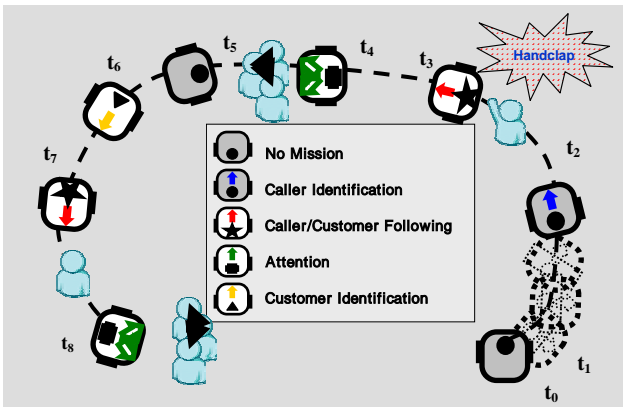 t6
t5
t4
t3
Handclap
t7
t2
No Mission
Caller Identification
Caller/Customer Following
Attention
Customer Identification
t8
t1
t0